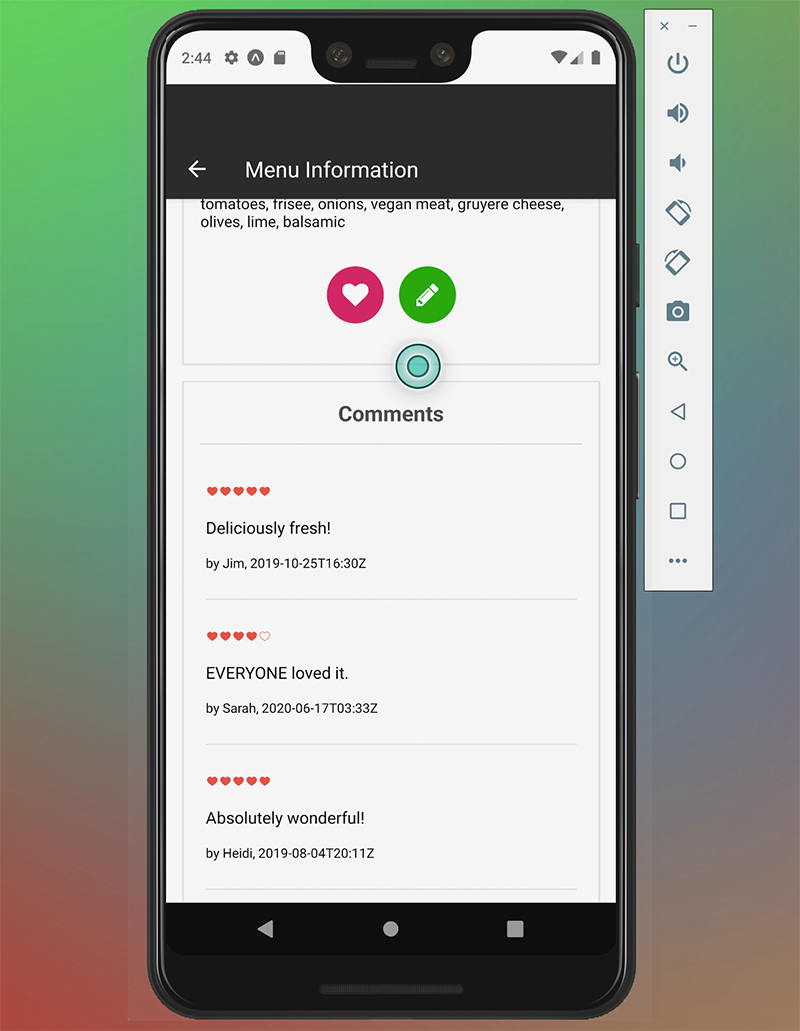 2:44
Menu Information
tomatoes, frisee, onions, vegan meat, gruyere cheese,
olives, lime, balsamic
Comments
Deliciously fresh!
by Jim, 2019-10-25T16:30Z
EVERYONE loved it.
by Sarah, 2020-06-17T03:33Z
Absolutely wonderful!
by Heidi, 2019-08-04T20:11Z